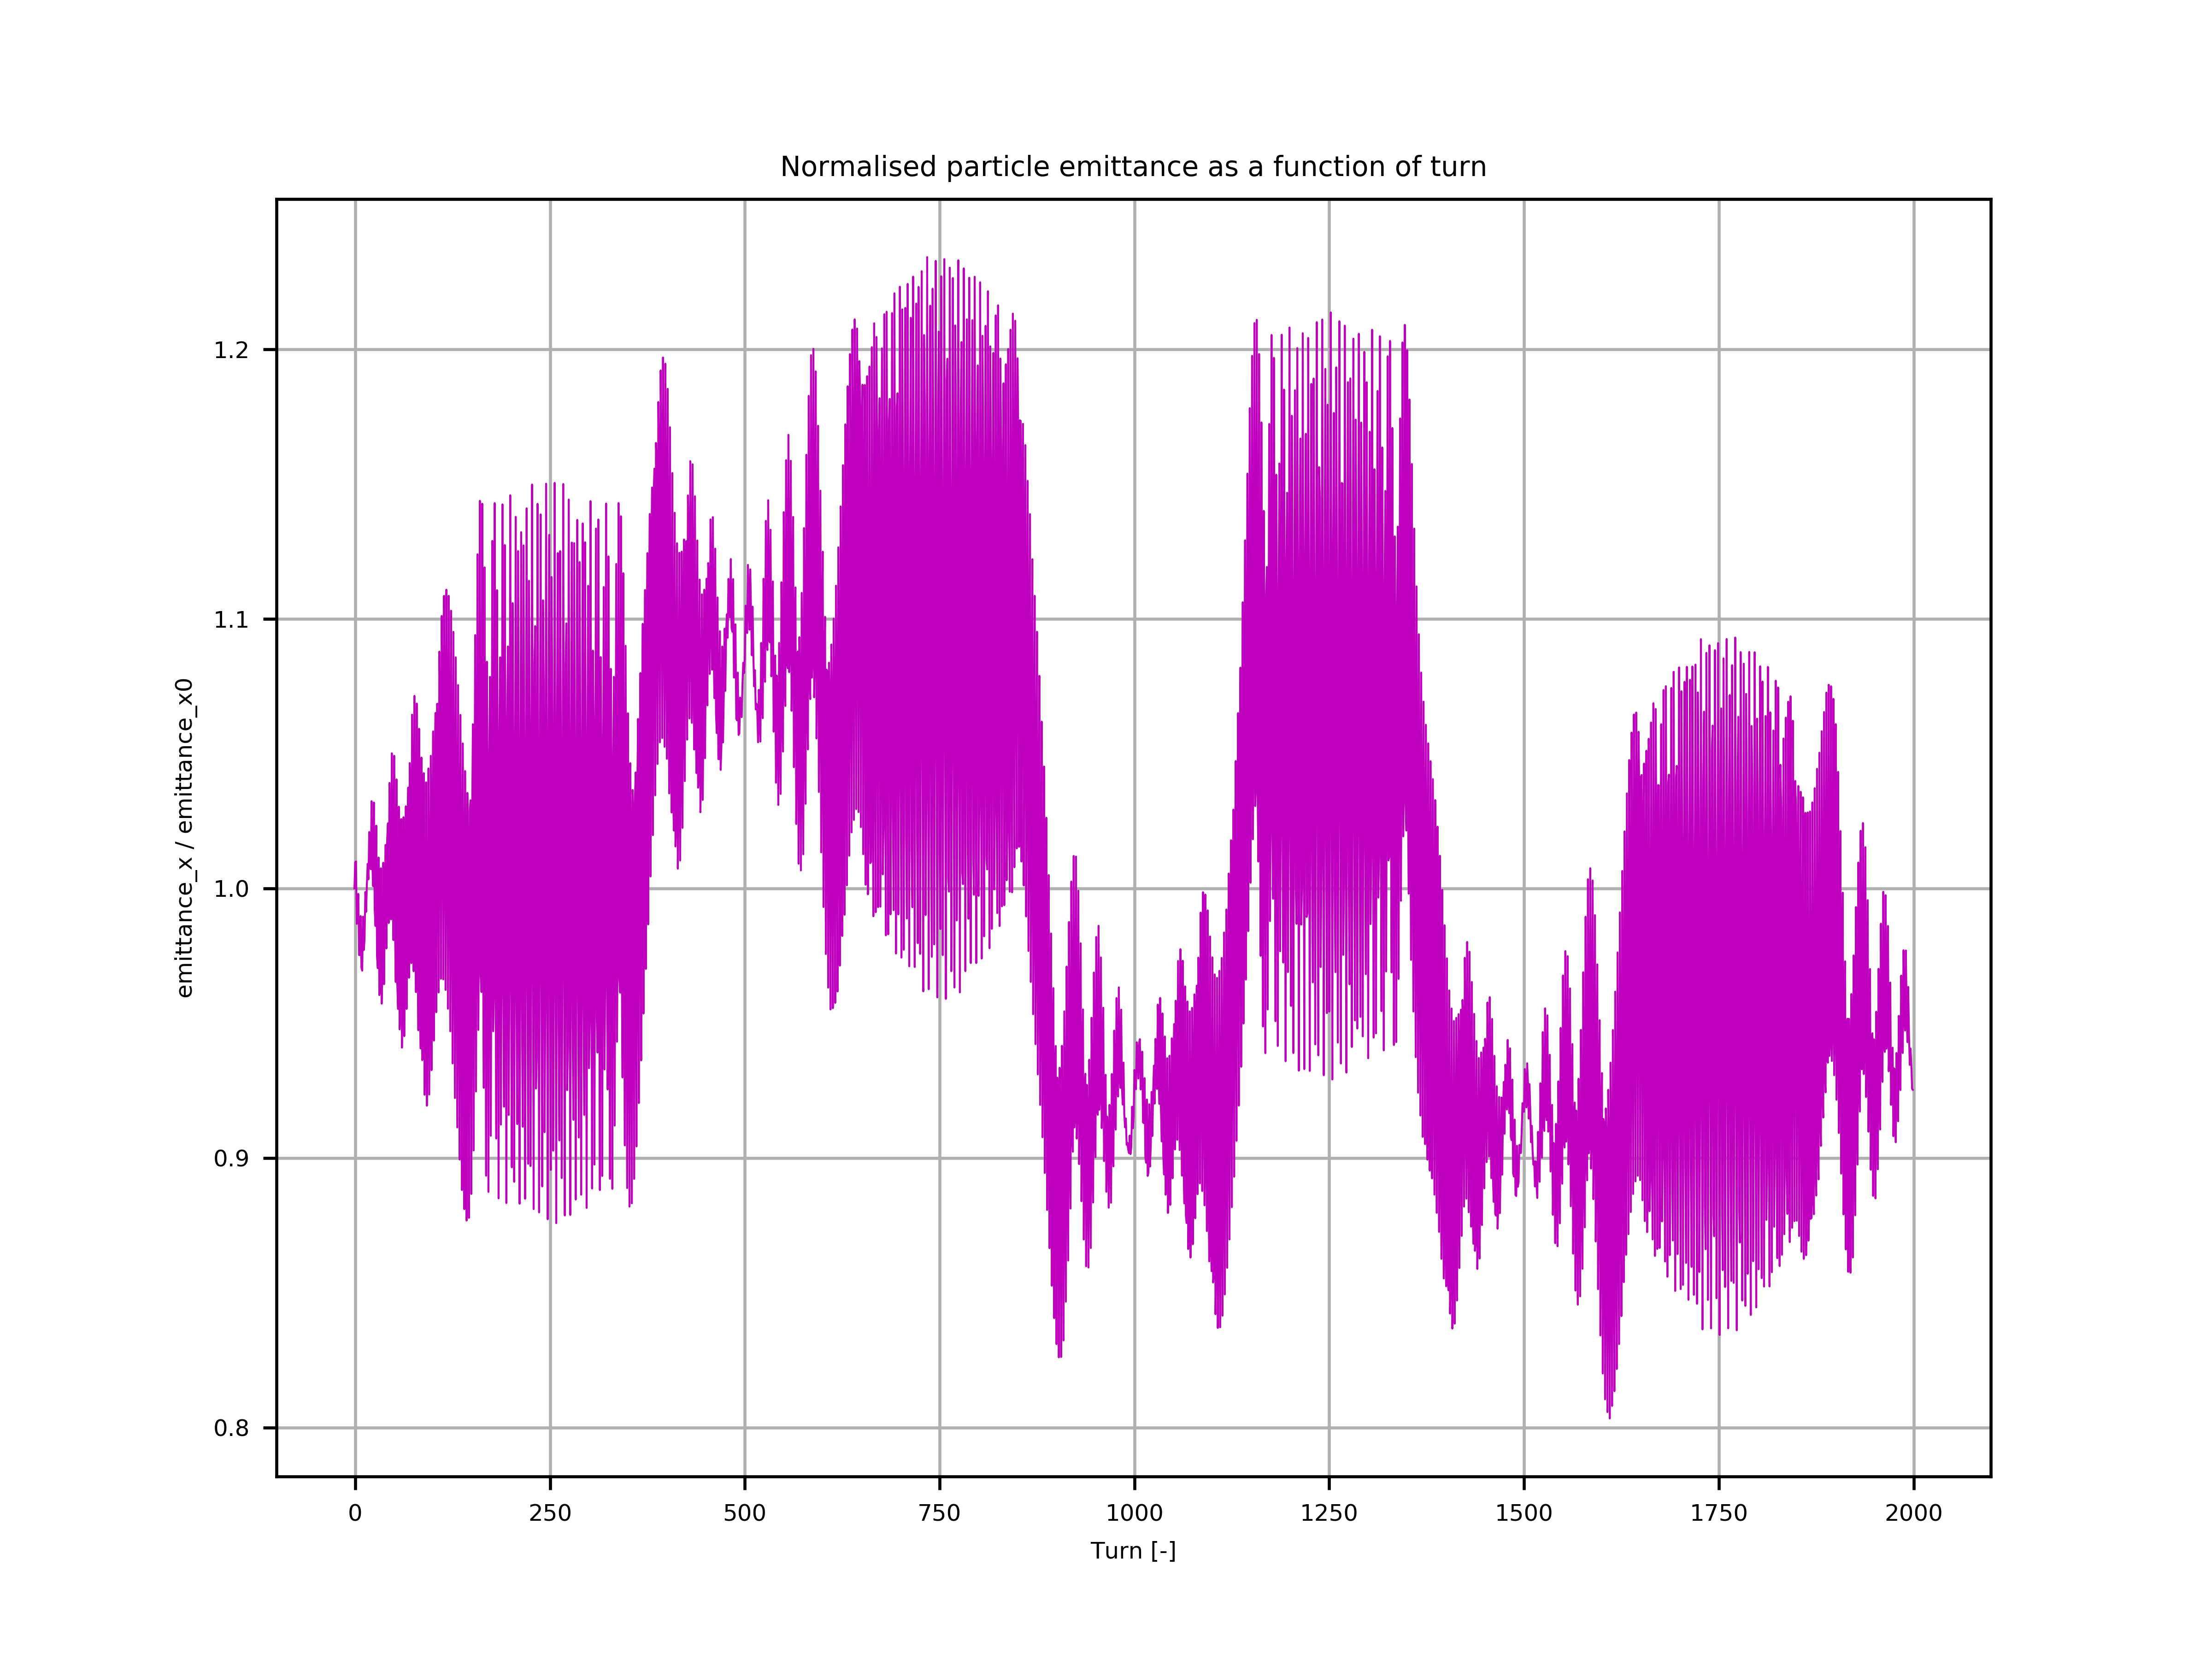 Normalised particle emittance as a function of turn
emittance_x / emittance_x0
1.2
1.1
1.0
0.9
0.8
0 250 500 750 1000 1250 1500 1750 2000
Turn [-]